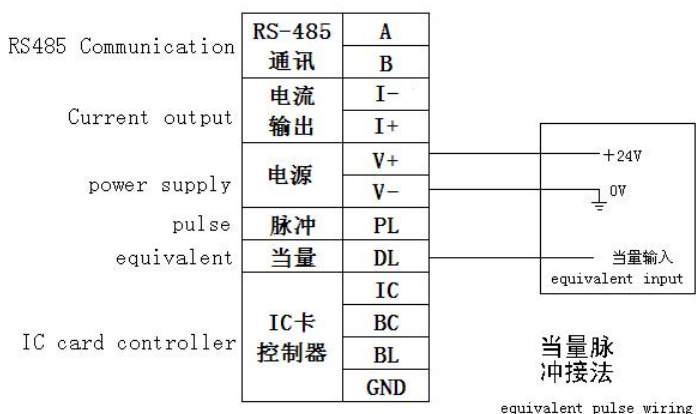 RS485 Communication
RS-485
通讯
A
B
Current output
电流
输出
I-
I+
power supply
电源
V+
V-
pulse
脉冲
PL
equivalent
当量
DL
IC card controller
IC卡
控制器
IC
BC
BL
GND
+24V
0V
当量输入
equivalent input
当量脉
冲接法
equivalent pulse wiring